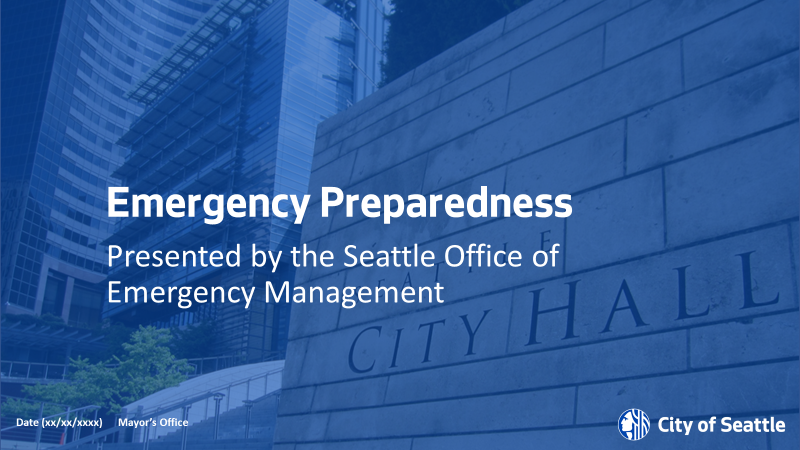 Emergency Preparedness
Presented by the Seattle Office of
Emergency Management
CITY HALL
Date (xx/xx/xxxx) Mayor's Office
City of Seattle